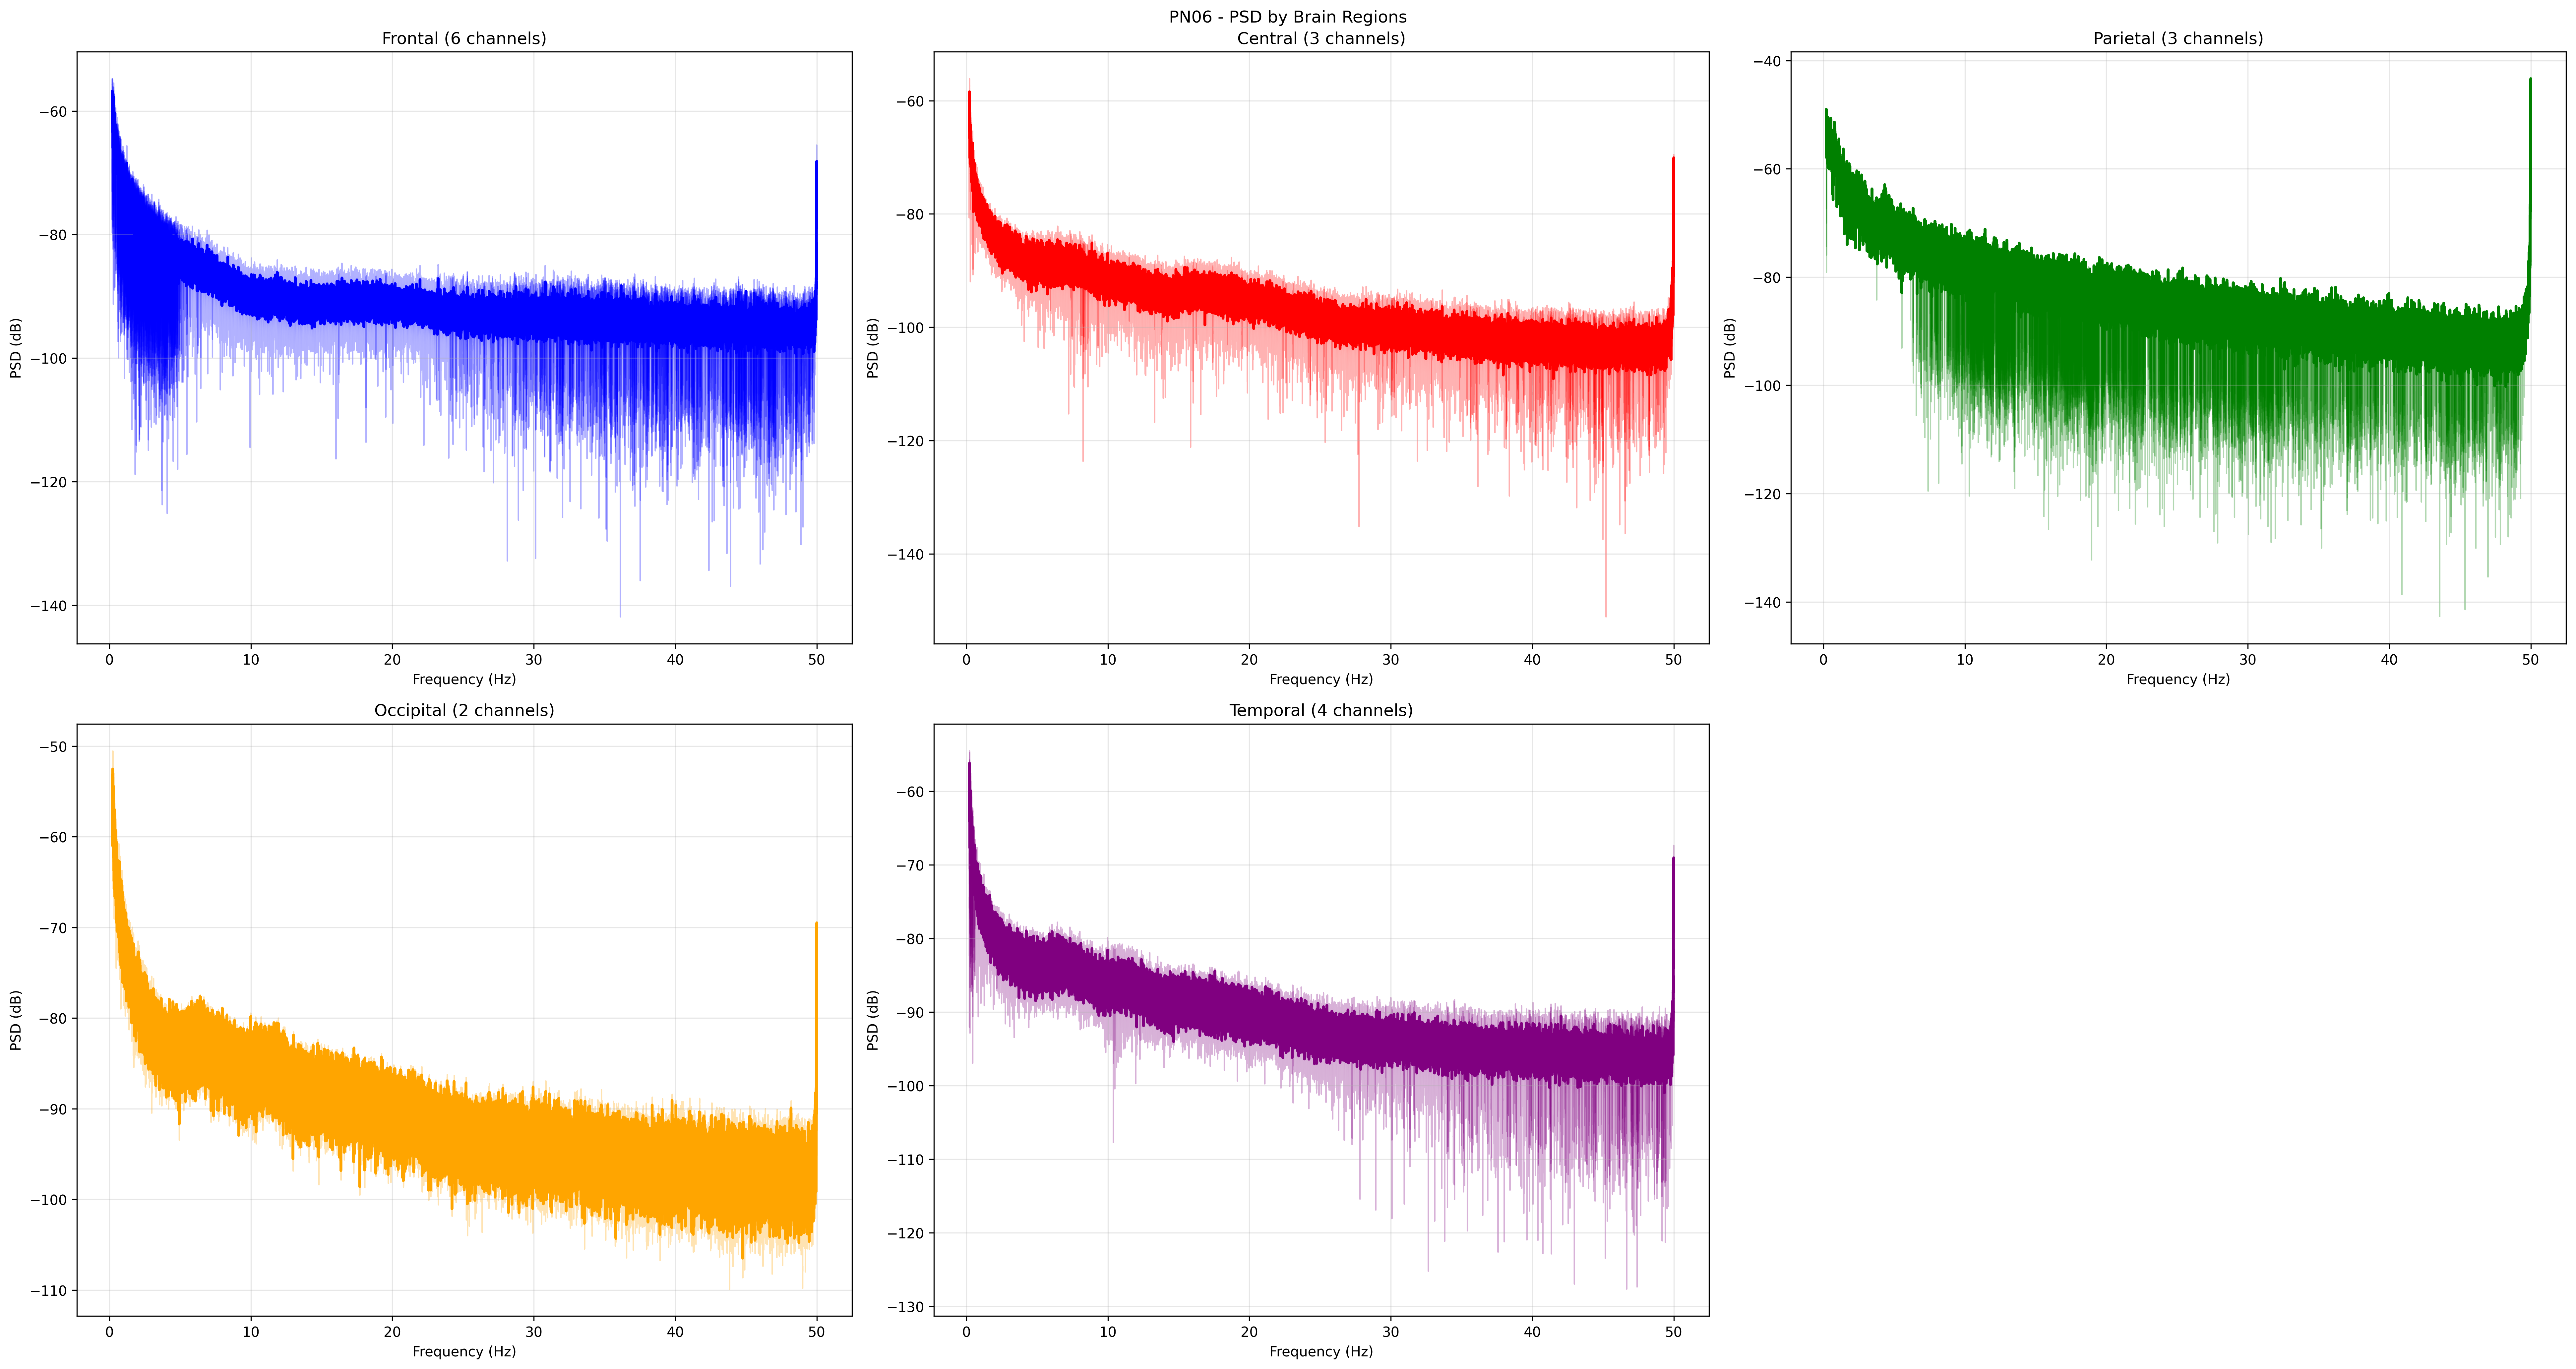 PN06 - PSD by Brain Regions
Frontal (6 channels)
Central (3 channels)
Parietal (3 channels)
PSD (dB)
−60
−80
−100
−120
−140
0 10 20 30 40 50
Frequency (Hz)
PSD (dB)
−60
−80
−100
−120
−140
0 10 20 30 40 50
Frequency (Hz)
PSD (dB)
−40
−60
−80
−100
−120
−140
0 10 20 30 40 50
Frequency (Hz)
Occipital (2 channels)
Temporal (4 channels)
PSD (dB)
−50
−60
−70
−80
−90
−100
−110
0 10 20 30 40 50
Frequency (Hz)
PSD (dB)
−60
−70
−80
−90
−100
−110
−120
−130
0 10 20 30 40 50
Frequency (Hz)